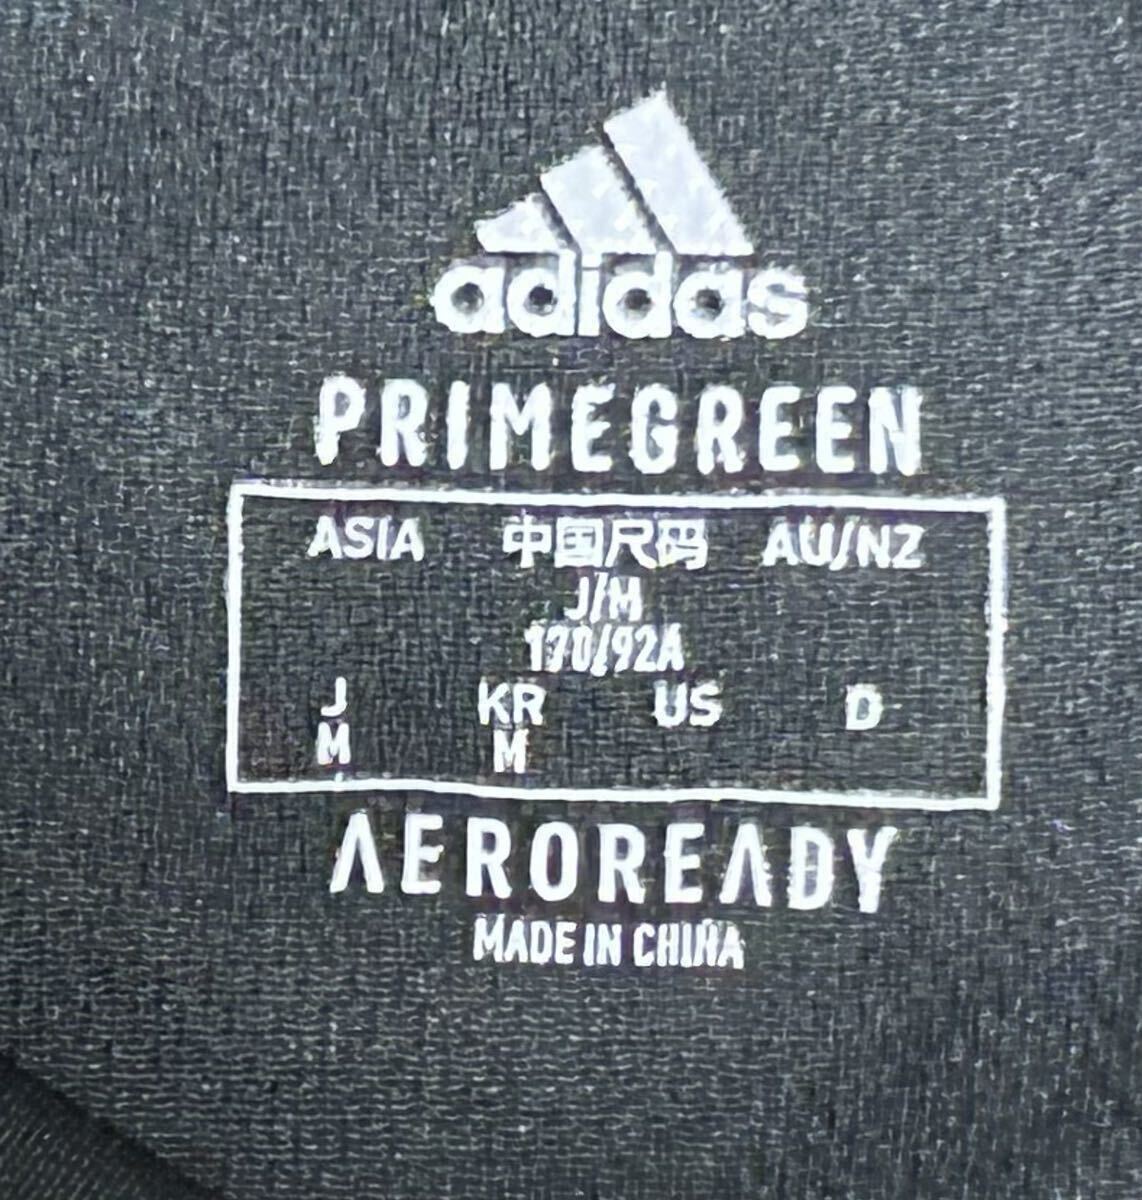 adidas
PRIMEGREEN
ASIA 中国尺码 AU/NZ
J/M
170/92A
J KR US D
M M
AEROREADY
MADE IN CHINA